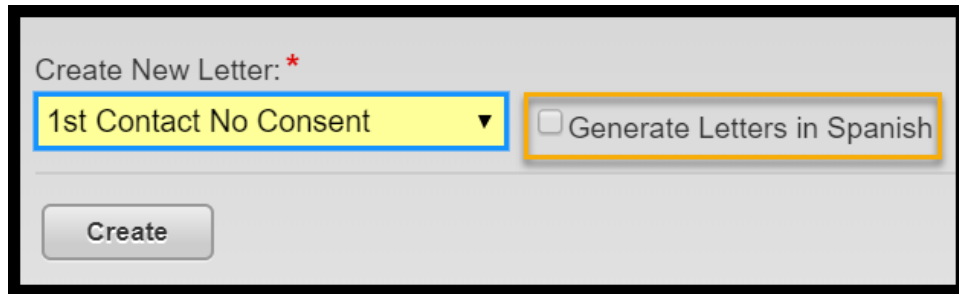 Create New Letter: *
1st Contact No Consent
Generate Letters in Spanish
Create